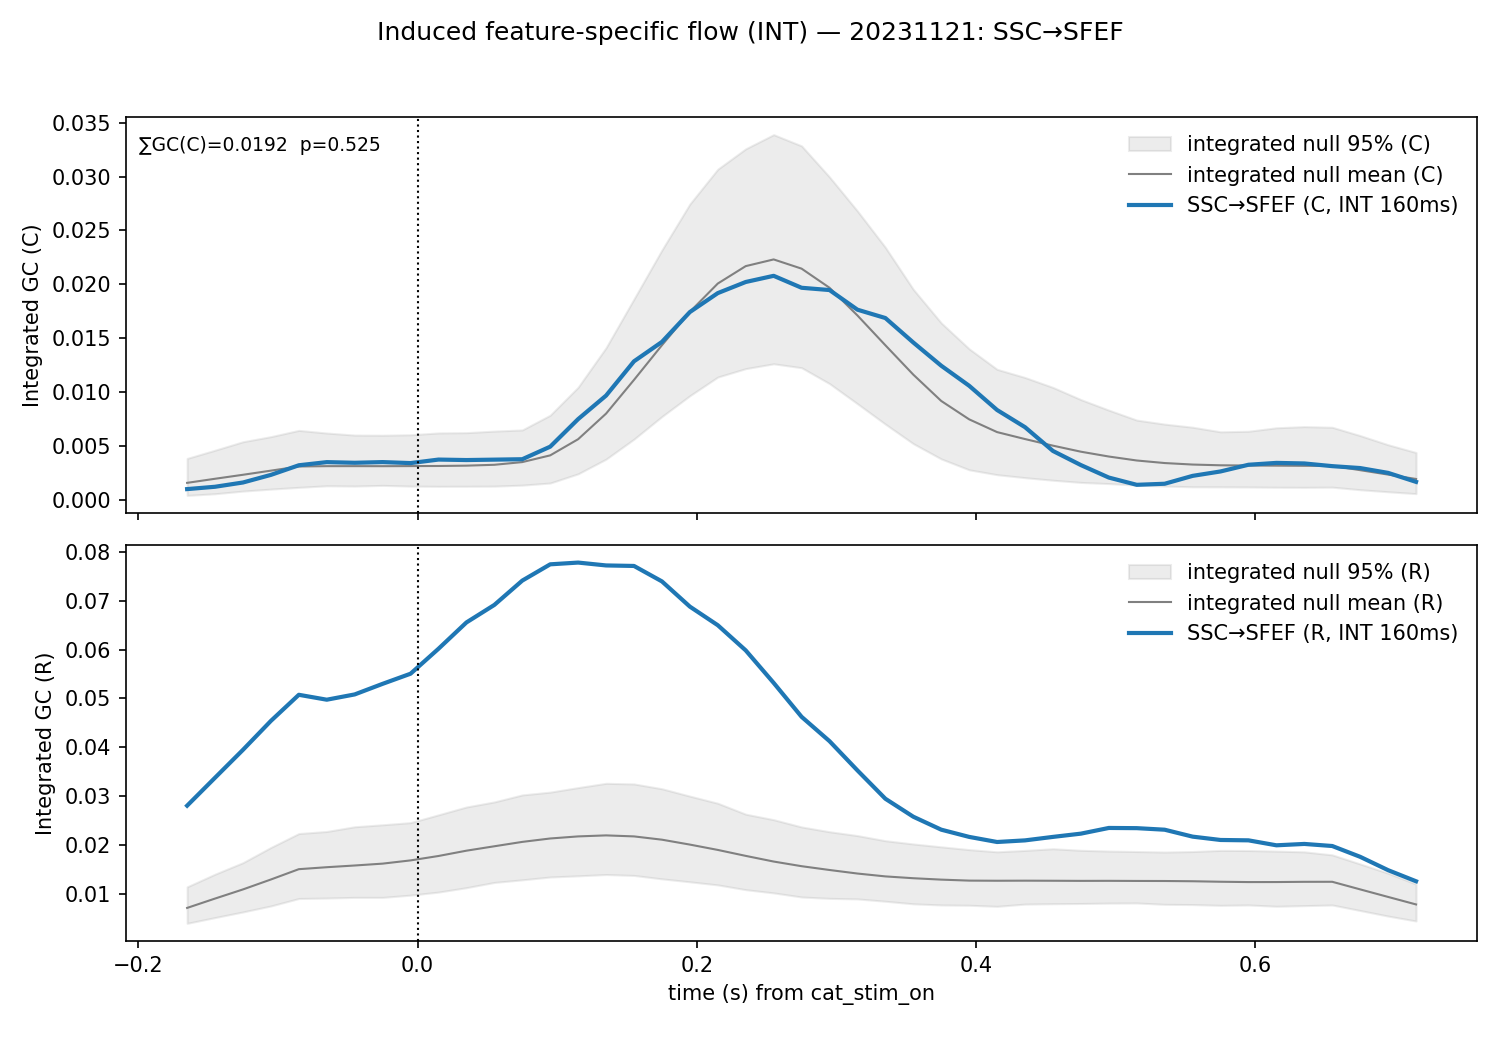 Induced feature-specific flow (INT) — 20231121: SSC→SFEF
∑GC(C)=0.0192  p=0.525
integrated null 95% (C)
integrated null mean (C)
SSC→SFEF (C, INT 160ms)
Integrated GC (C)
0.035
0.030
0.025
0.020
0.015
0.010
0.005
0.000
integrated null 95% (R)
integrated null mean (R)
SSC→SFEF (R, INT 160ms)
Integrated GC (R)
0.08
0.07
0.06
0.05
0.04
0.03
0.02
0.01
−0.2 0.0 0.2 0.4 0.6
time (s) from cat_stim_on